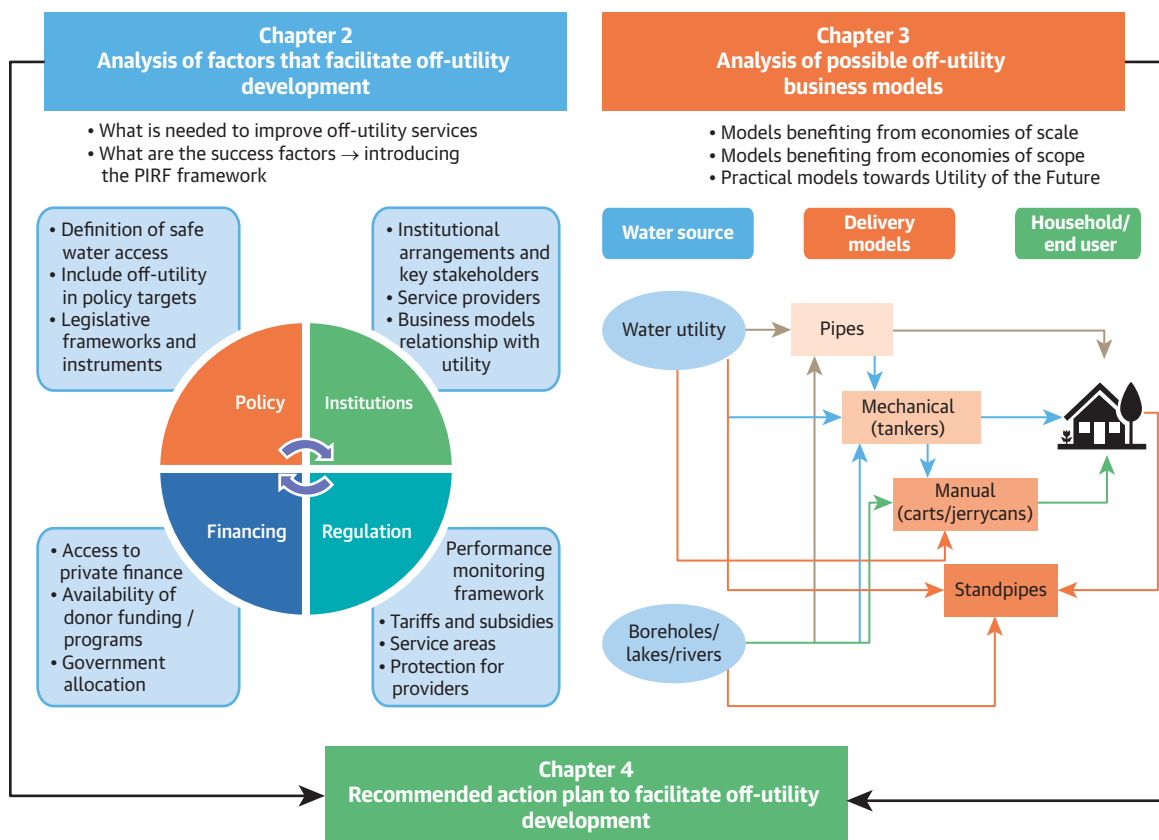 Chapter 2
Analysis of factors that facilitate off-utility
development
• What is needed to improve off-utility services
• What are the success factors → introducing
the PIRF framework
• Definition of safe
water access
• Include off-utility
in policy targets
• Legislative
frameworks and
instruments
• Institutional
arrangements and
key stakeholders
• Service providers
• Business models
relationship with
utility
Policy
Institutions
Financing
Regulation
• Access to
private finance
• Availability of
donor funding /
programs
• Government
allocation
Performance
monitoring
framework
• Tariffs and subsidies
• Service areas
• Protection for
providers
Chapter 3
Analysis of possible off-utility
business models
• Models benefiting from economies of scale
• Models benefiting from economies of scope
• Practical models towards Utility of the Future
Water source
Delivery
models
Household/
end user
Water utility
Pipes
Mechanical
(tankers)
Manual
(carts/jerrycans)
Standpipes
Boreholes/
lakes/rivers
Chapter 4
Recommended action plan to facilitate off-utility
development